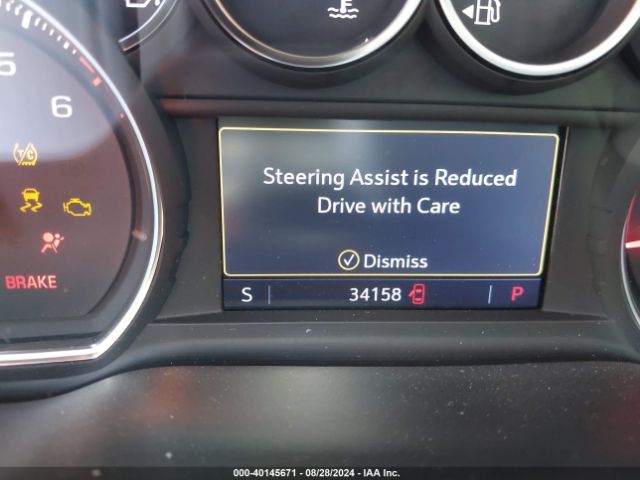 5
6
T/C
BRAKE
Steering Assist is Reduced
Drive with Care
Dismiss
S 34158 P
000-40145671 - 08/28/2024 - IAA Inc.